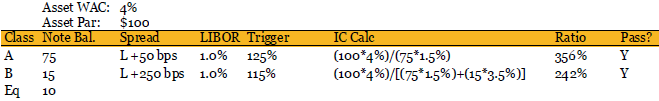 Asset WAC: 4%
Asset Par: $100
Class Note Bal. Spread LIBOR Trigger IC Calc Ratio Pass?
A 75 L +50 bps 1.0% 125% (100*4%)/(75*1.5%) 356% Y
B 15 L +250 bps 1.0% 115% (100*4%)/[(75*1.5%)+(15*3.5%)] 242% Y
Eq 10